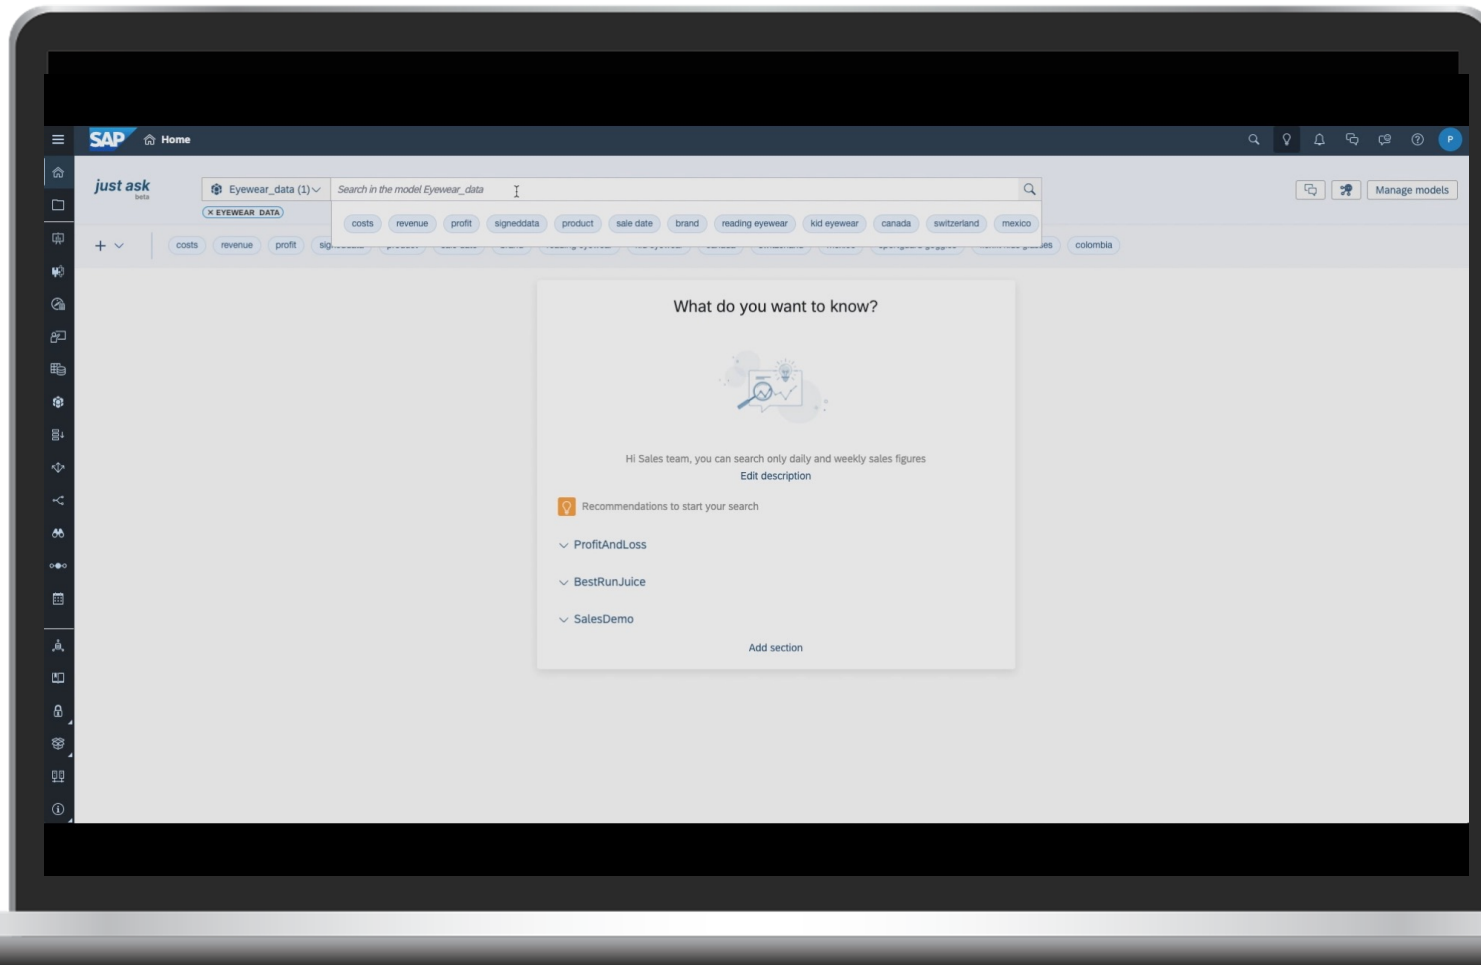 SAP Home P
just ask
beta
Eyewear_data (1) Search in the model Eyewear_data Manage models
× EYEWEAR DATA
costs revenue profit signeddata product sale date brand reading eyewear kid eyewear canada switzerland mexico
costs revenue profit colombia
What do you want to know?
Hi Sales team, you can search only daily and weekly sales figures
Edit description
Recommendations to start your search
ProfitAndLoss
BestRunJuice
SalesDemo
Add section